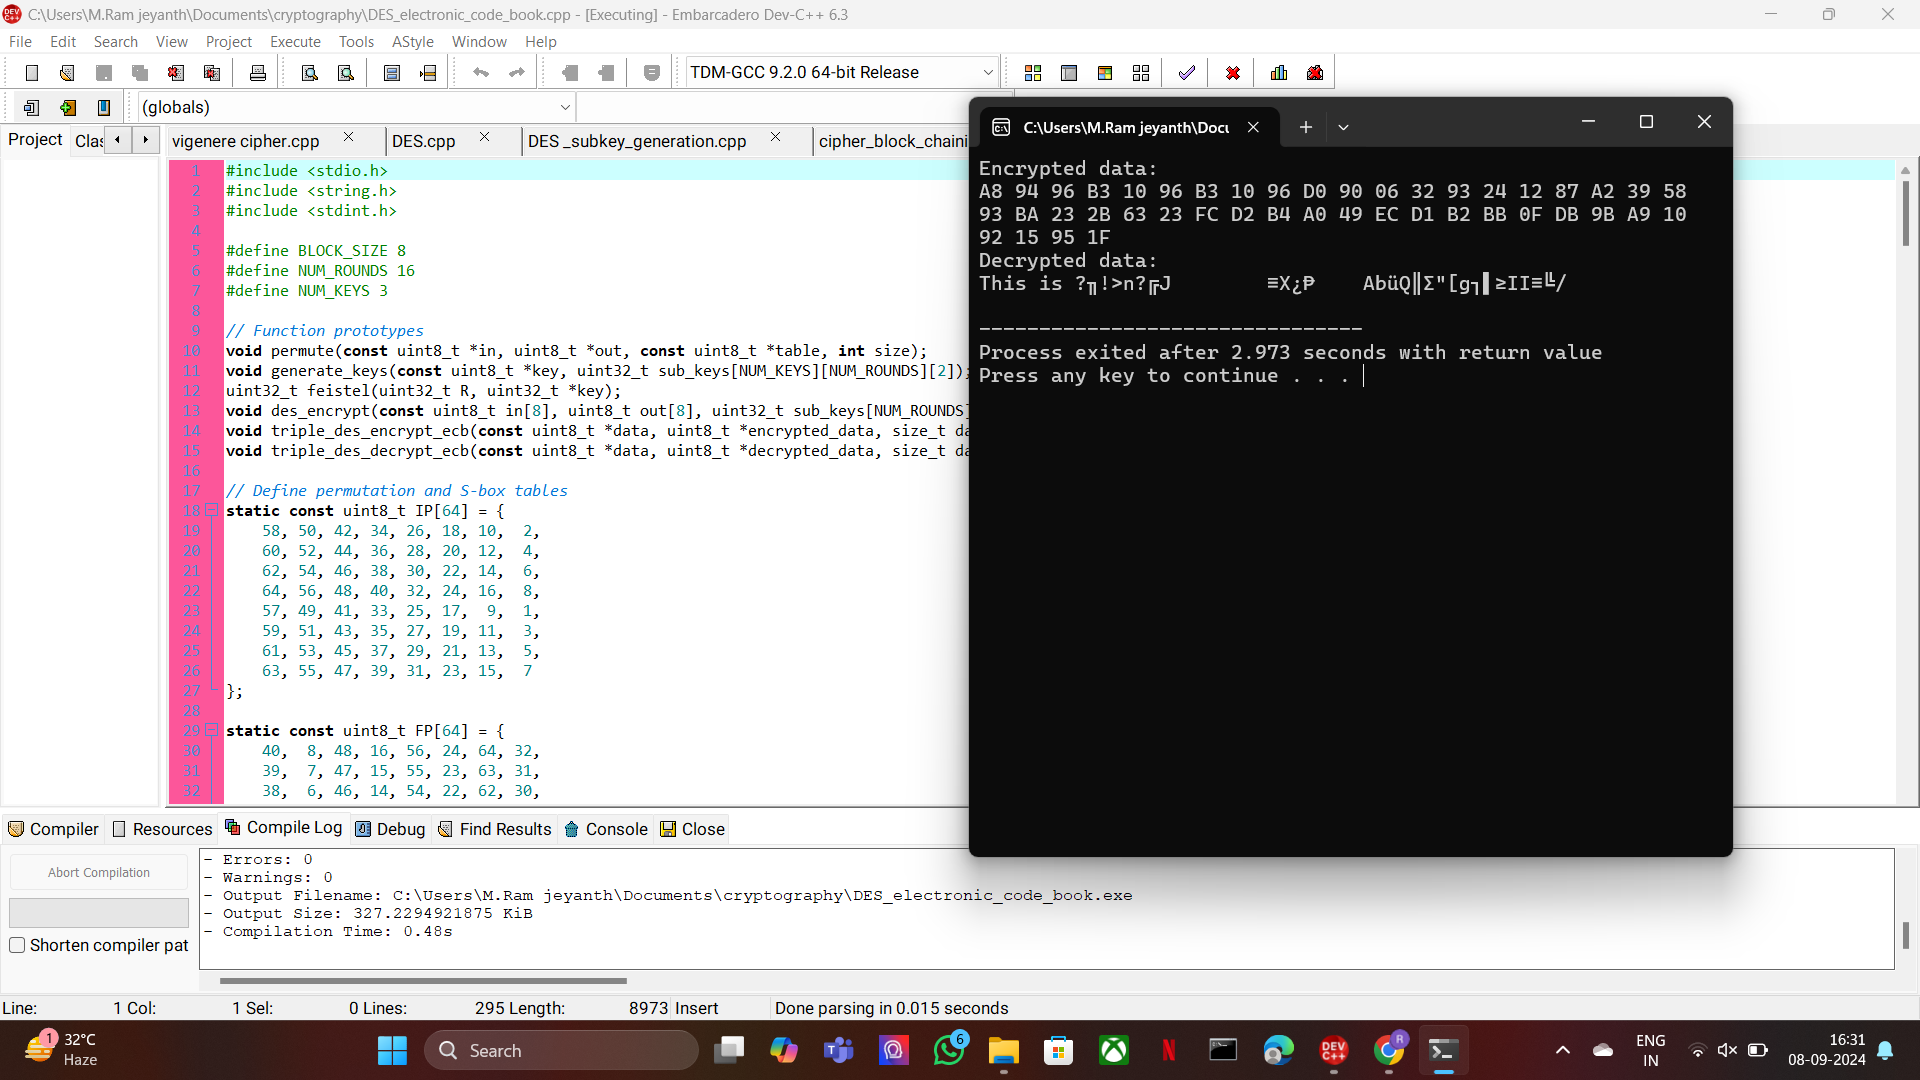 C:\Users\M.Ram jeyanth\Documents\cryptography\DES_electronic_code_book.cpp - [Executing] - Embarcadero Dev-C++ 6.3
File Edit Search View Project Execute Tools AStyle Window Help
TDM-GCC 9.2.0 64-bit Release
(globals)
Project Clas
vigenere cipher.cpp DES.cpp DES _subkey_generation.cpp cipher_block_chaini
1 #include <stdio.h>
2 #include <string.h>
3 #include <stdint.h>
4
5 #define BLOCK_SIZE 8
6 #define NUM_ROUNDS 16
7 #define NUM_KEYS 3
8
9 // Function prototypes
10 void permute(const uint8_t *in, uint8_t *out, const uint8_t *table, int size);
11 void generate_keys(const uint8_t *key, uint32_t sub_keys[NUM_KEYS][NUM_ROUNDS][2]);
12 uint32_t feistel(uint32_t R, uint32_t *key);
13 void des_encrypt(const uint8_t in[8], uint8_t out[8], uint32_t sub_keys[NUM_ROUNDS]
14 void triple_des_encrypt_ecb(const uint8_t *data, uint8_t *encrypted_data, size_t da
15 void triple_des_decrypt_ecb(const uint8_t *data, uint8_t *decrypted_data, size_t da
16
17 // Define permutation and S-box tables
18 static const uint8_t IP[64] = {
19 58, 50, 42, 34, 26, 18, 10, 2,
20 60, 52, 44, 36, 28, 20, 12, 4,
21 62, 54, 46, 38, 30, 22, 14, 6,
22 64, 56, 48, 40, 32, 24, 16, 8,
23 57, 49, 41, 33, 25, 17, 9, 1,
24 59, 51, 43, 35, 27, 19, 11, 3,
25 61, 53, 45, 37, 29, 21, 13, 5,
26 63, 55, 47, 39, 31, 23, 15, 7
27 };
28
29 static const uint8_t FP[64] = {
30 40, 8, 48, 16, 56, 24, 64, 32,
31 39, 7, 47, 15, 55, 23, 63, 31,
32 38, 6, 46, 14, 54, 22, 62, 30,
C:\Users\M.Ram jeyanth\Docu
Encrypted data:
A8 94 96 B3 10 96 B3 10 96 D0 90 06 32 93 24 12 87 A2 39 58
93 BA 23 2B 63 23 FC D2 B4 A0 49 EC D1 B2 BB 0F DB 9B A9 10
92 15 95 1F
Decrypted data:
This is ?╖!>n?╔J ≡X¿₧ AbüQ║Σ"[g┐▌≥II≡╚/
--------------------------------
Process exited after 2.973 seconds with return value
Press any key to continue . . .
Compiler Resources Compile Log Debug Find Results Console Close
Abort Compilation
Shorten compiler pat
- Errors: 0
- Warnings: 0
- Output Filename: C:\Users\M.Ram jeyanth\Documents\cryptography\DES_electronic_code_book.exe
- Output Size: 327.2294921875 KiB
- Compilation Time: 0.48s
Line: 1 Col: 1 Sel: 0 Lines: 295 Length: 8973 Insert Done parsing in 0.015 seconds
1
32°C
Haze
Search
6
DEV C++
R
ENG
IN
16:31
08-09-2024